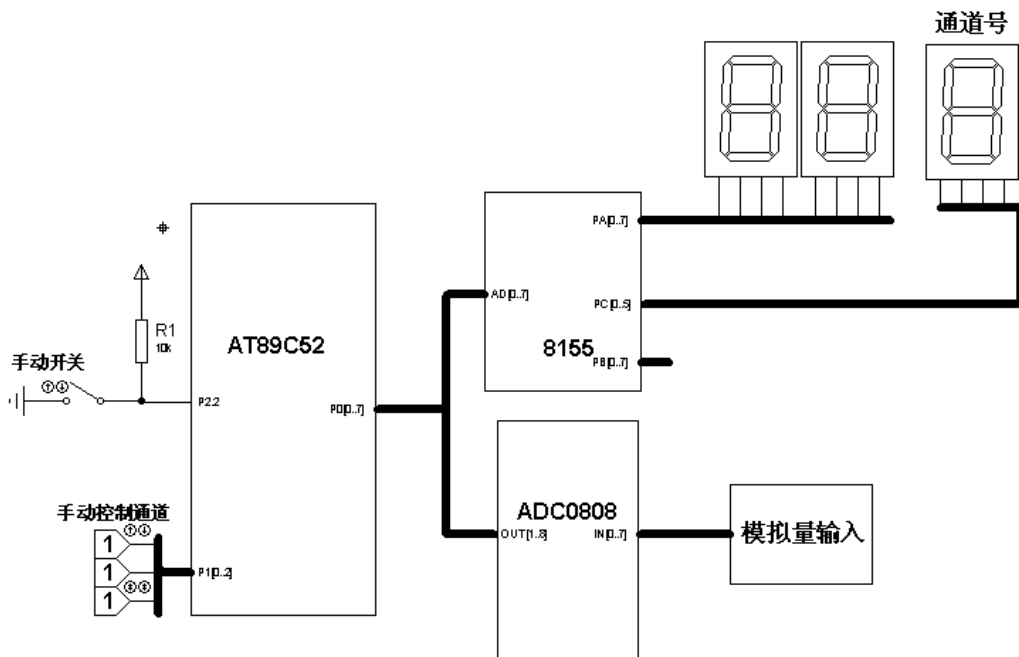 通道号
PA[0..7]
AD[0..7]
PC[0..5]
8155
PB[0..7]
R1
10k
AT89C52
手动开关
P2.2
P0[0..7]
手动控制通道
1
1
1
P1[0..2]
ADC0808
OUT[1..8]
IN[0..7]
模拟量输入